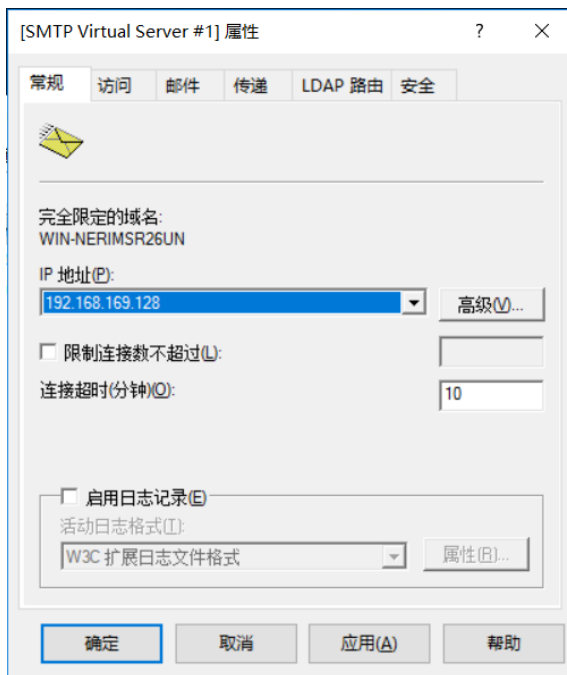 [SMTP Virtual Server #1] 属性
常规 访问 邮件 传递 LDAP 路由 安全
完全限定的域名:
WIN-NERIMSR26UN
IP 地址(P):
192.168.169.128 高级(V)...
限制连接数不超过(L):
连接超时(分钟)(O): 10
启用日志记录(E)
活动日志格式(T):
W3C 扩展日志文件格式 属性(R)...
确定 取消 应用(A) 帮助